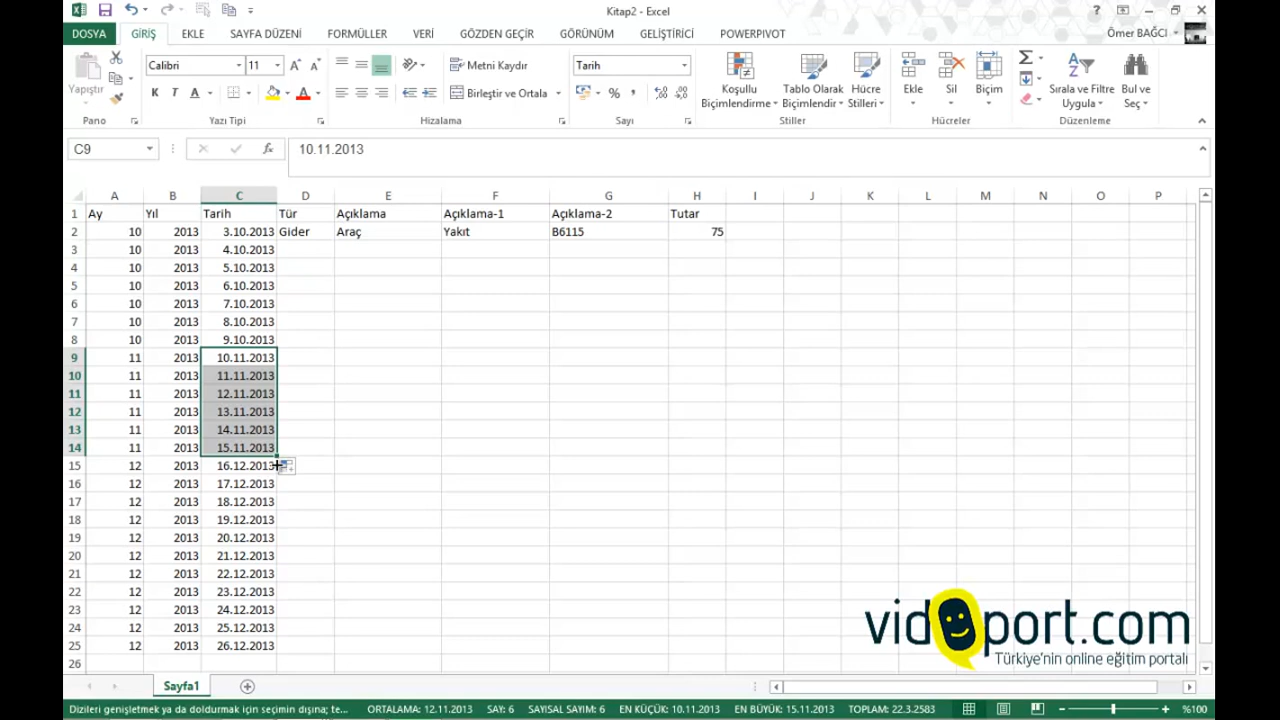 Kitap2 - Excel
DOSYA GİRİŞ EKLE SAYFA DÜZENİ FORMÜLLER VERİ GÖZDEN GEÇİR GÖRÜNÜM GELİŞTİRİCİ POWERPIVOT Ömer BAĞCI
Yapıştır Calibri 11 Metni Kaydır Tarih
K T A Birleştir ve Ortala % ,
Koşullu Biçimlendirme Tablo Olarak Biçimlendir Hücre Stilleri Ekle Sil Biçim Sırala ve Filtre Uygula Bul ve Seç
Pano Yazı Tipi Hizalama Sayı Stiller Hücreler Düzenleme
C9 fx 10.11.2013
A B C D E F G H I J K L M N O P
1 Ay Yıl Tarih Tür Açıklama Açıklama-1 Açıklama-2 Tutar
2 10 2013 3.10.2013 Gider Araç Yakıt B6115 75
3 10 2013 4.10.2013
4 10 2013 5.10.2013
5 10 2013 6.10.2013
6 10 2013 7.10.2013
7 10 2013 8.10.2013
8 10 2013 9.10.2013
9 11 2013 10.11.2013
10 11 2013 11.11.2013
11 11 2013 12.11.2013
12 11 2013 13.11.2013
13 11 2013 14.11.2013
14 11 2013 15.11.2013
15 12 2013 16.12.2013
16 12 2013 17.12.2013
17 12 2013 18.12.2013
18 12 2013 19.12.2013
19 12 2013 20.12.2013
20 12 2013 21.12.2013
21 12 2013 22.12.2013
22 12 2013 23.12.2013
23 12 2013 24.12.2013
24 12 2013 25.12.2013
25 12 2013 26.12.2013
26
vidoport.com
Türkiye'nin online eğitim portalı
Sayfa1
Dizileri genişletmek ya da doldurmak için seçimin dışına; te... ORTALAMA: 12.11.2013 SAY: 6 SAYISAL SAYIM: 6 EN KÜÇÜK: 10.11.2013 EN BÜYÜK: 15.11.2013 TOPLAM: 22.3.2583 %100